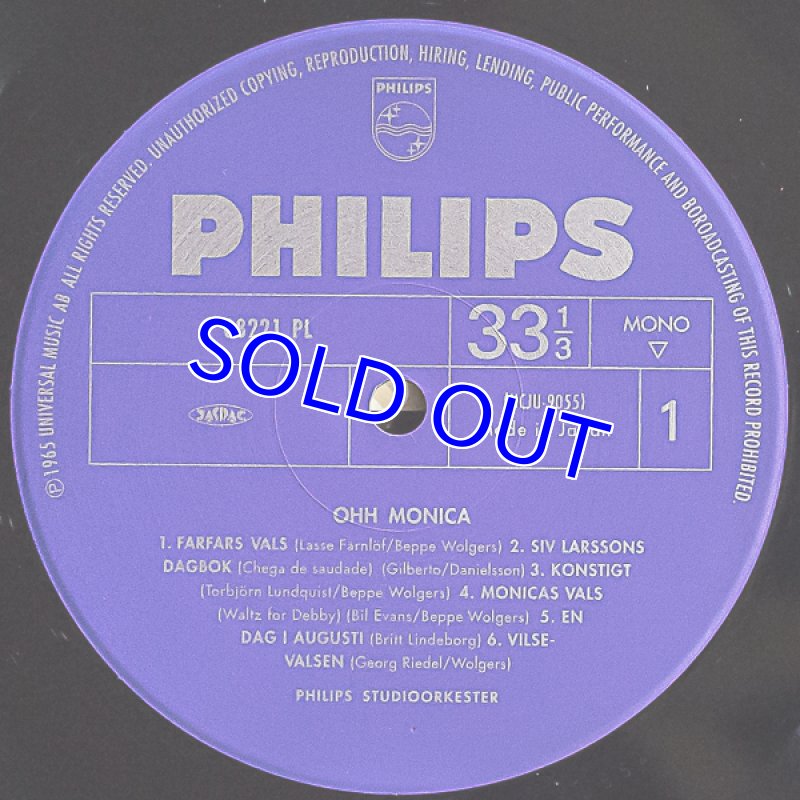 ℗ 1965 UNIVERSAL MUSIC AB ALL RIGHTS RESERVED. UNAUTHORIZED COPYING, REPRODUCTION, HIRING, LENDING, PUBLIC PERFORMANCE AND BOROADCASTING OF THIS RECORD PROHIBITED.
PHILIPS
PHILIPS
PL
33 1/3
MONO
SOLD OUT
JASRAC
1
OHH MONICA
1. FARFARS VALS (Lasse Färnlöf/Beppe Wolgers) 2. SIV LARSSONS
DAGBOK (Chega de saudade) (Gilberto/Danielsson) 3. KONSTIGT
(Torbjörn Lundquist/Beppe Wolgers) 4. MONICAS VALS
(Waltz for Debby) (Bil Evans/Beppe Wolgers) 5. EN
DAG I AUGUSTI (Britt Lindeborg) 6. VILSE-
VALSEN (Georg Riedel/Wolgers)
PHILIPS STUDIOORKESTER